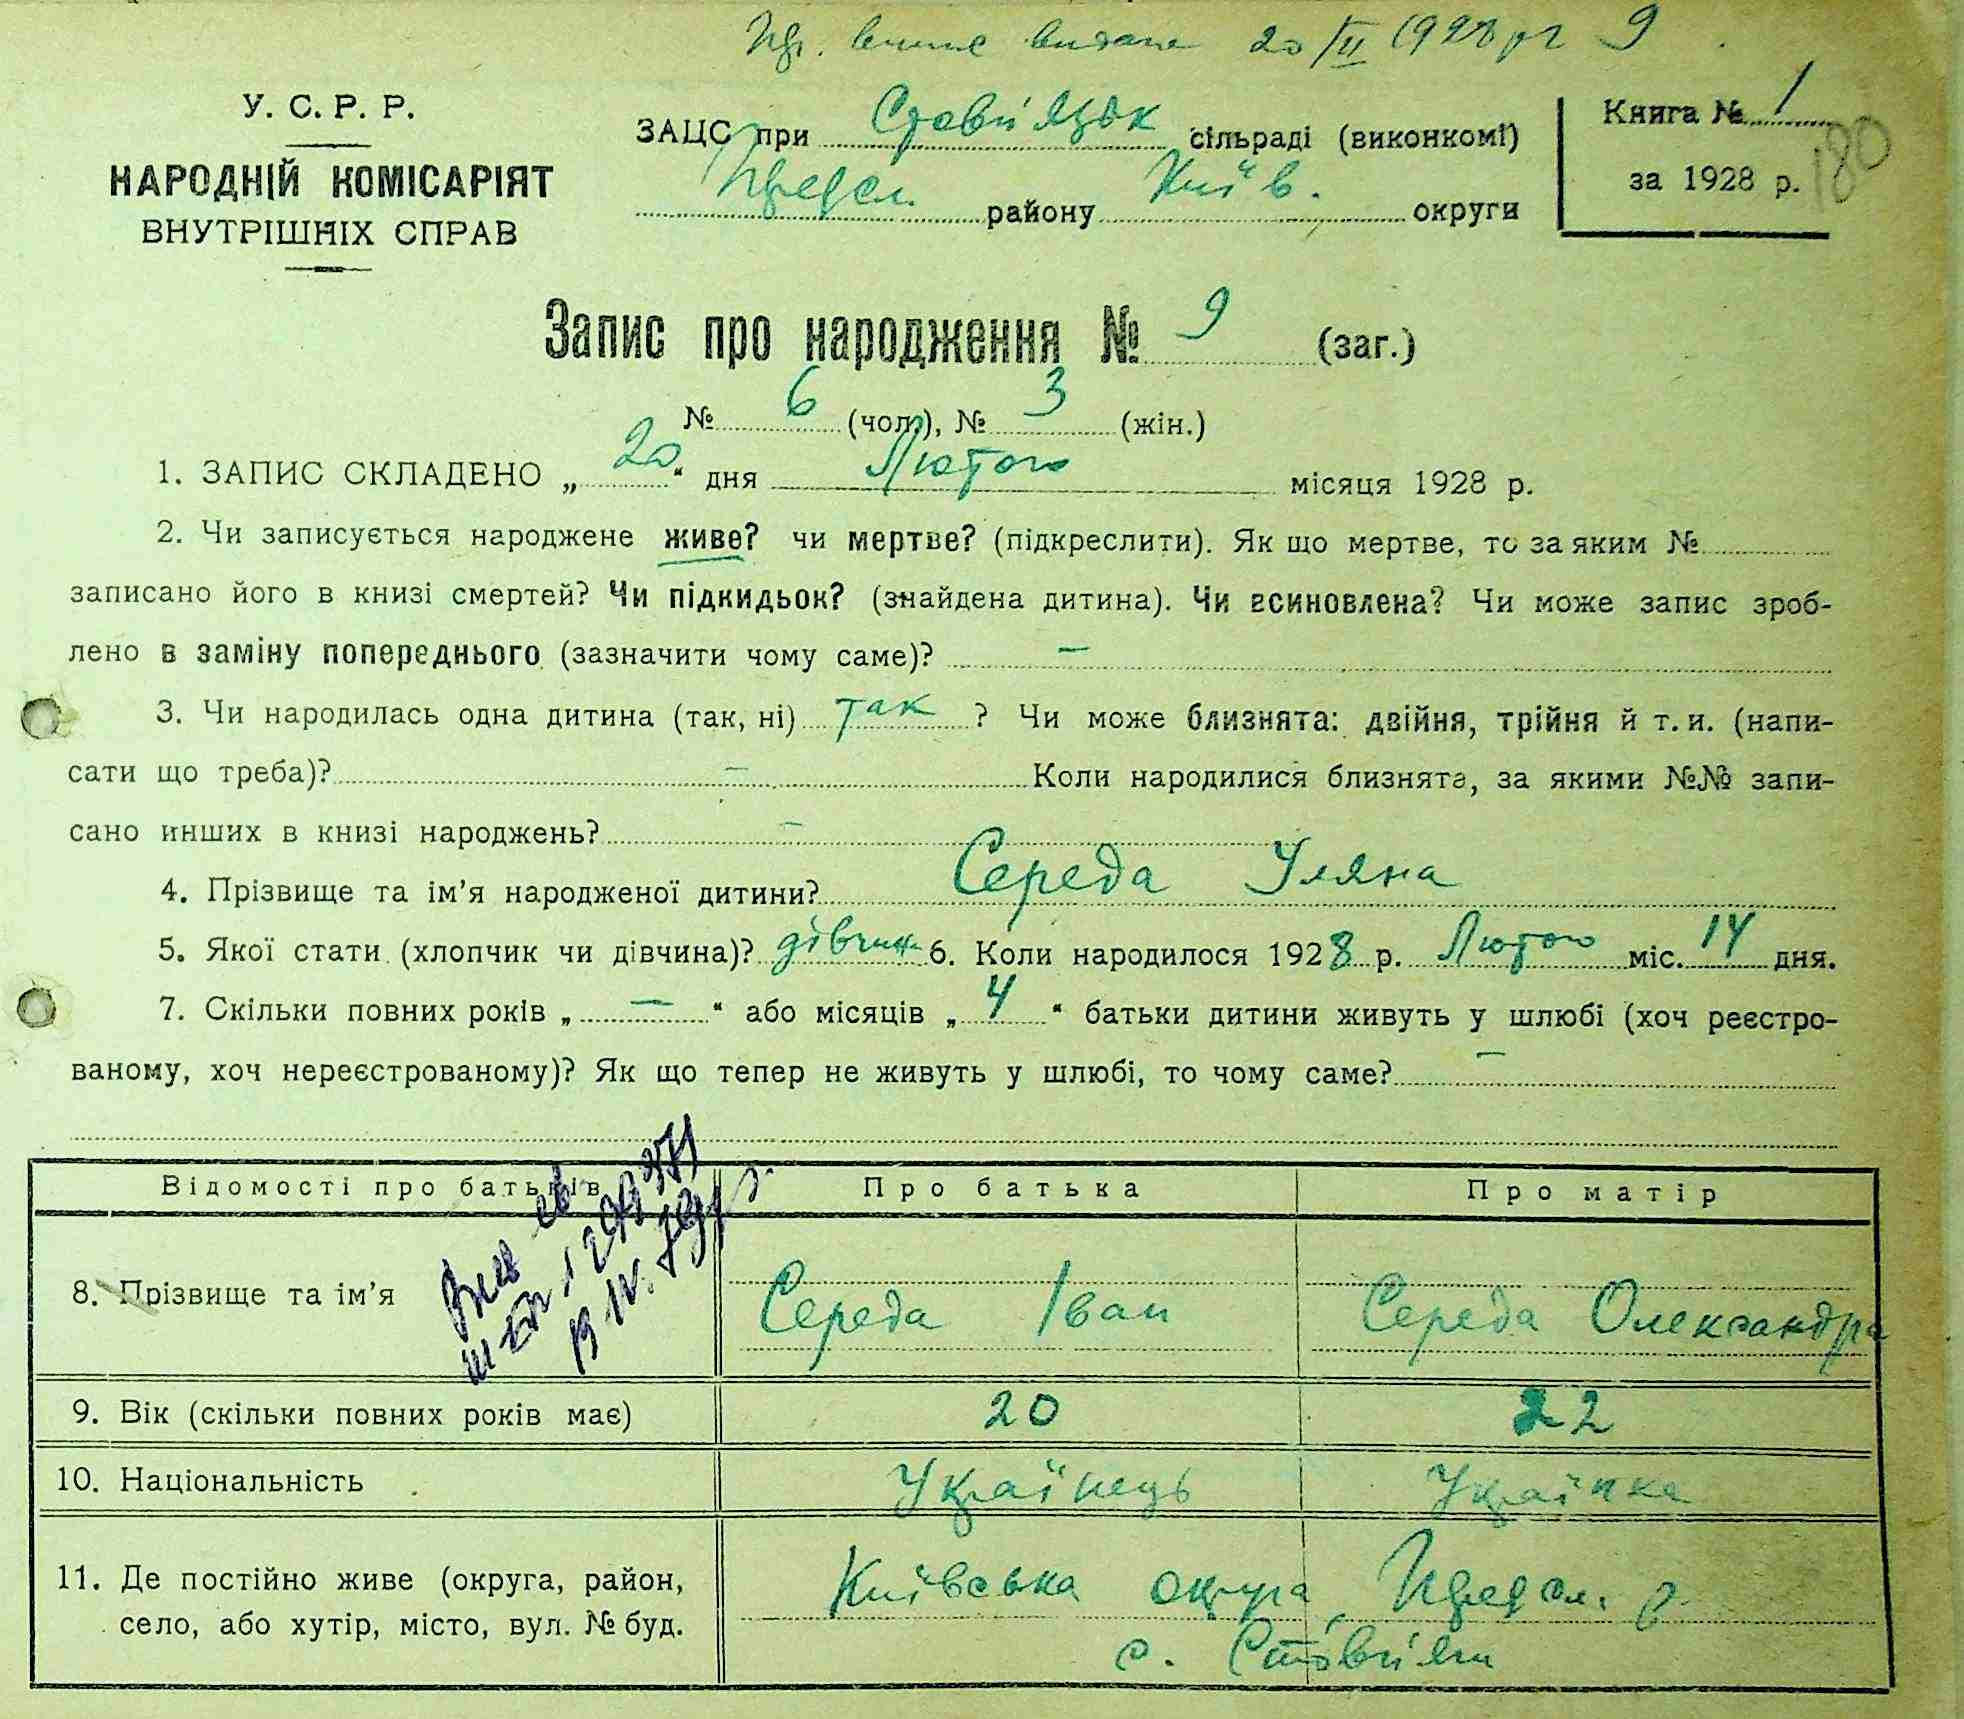 видане 20/II 1928 р 9
У. С. Р. Р.
НАРОДНІЙ КОМІСАРІЯТ
ВНУТРІШНІХ СПРАВ
ЗАЦС при сільраді (виконкомі)
району Київ. округи
Книга № 1
за 1928 р.
180
Запис про народження № 9 (заг.)
№ 6 (чол.), № 3 (жін.)
1. ЗАПИС СКЛАДЕНО „ 20 “ дня Лютого місяця 1928 р.
2. Чи записується народжене живе? чи мертве? (підкреслити). Як що мертве, то за яким №
записано його в книзі смертей? Чи підкидьок? (знайдена дитина). Чи всиновлена? Чи може запис зроб-
лено в заміну попереднього (зазначити чому саме)? —
3. Чи народилась одна дитина (так, ні) так ? Чи може близнята: двійня, трійня й т. и. (напи-
сати що треба)? — Коли народилися близнята, за якими №№ запи-
сано инших в книзі народжень? —
4. Прізвище та ім’я народженої дитини? Середа Уляна
5. Якої стати (хлопчик чи дівчина)? дівчин. 6. Коли народилося 1928 р. Лютого міс. 14 дня.
7. Скільки повних років „ — “ або місяців „ 4 “ батьки дитини живуть у шлюбі (хоч реєстро-
ваному, хоч нереєстрованому)? Як що тепер не живуть у шлюбі, то чому саме? —
Відомості про батьків Про батька Про матір
8. Прізвище та ім’я Середа Іван Середа Олександра
9. Вік (скільки повних років має) 20 22
10. Національність Українець Українка
11. Де постійно живе (округа, район, Київська округа
село, або хутір, місто, вул. № буд. с.